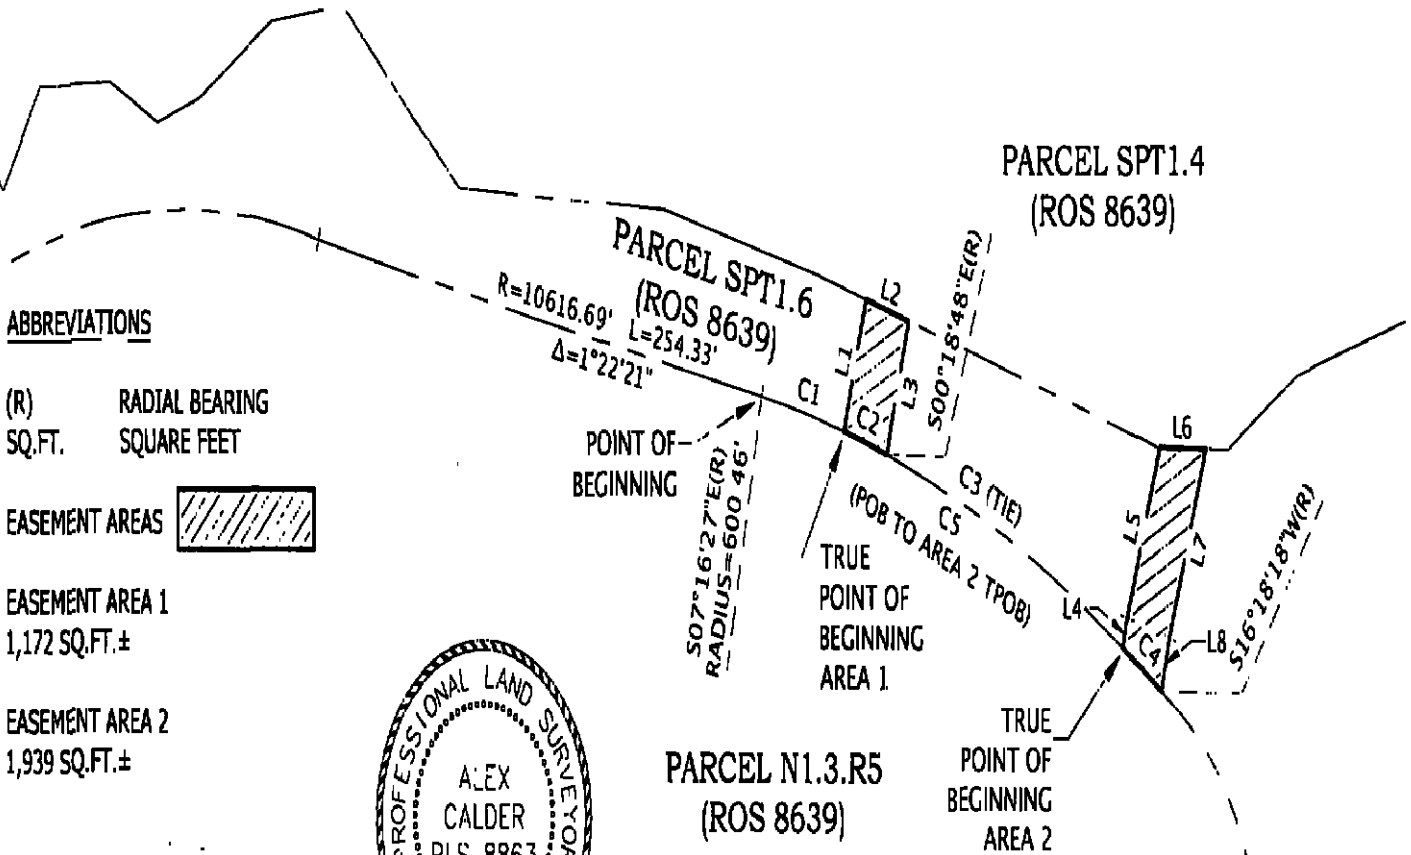 PARCEL SPT1.4
(ROS 8639)
PARCEL SPT1.6
(ROS 8639)
R=10616.69'
L=254.33'
Δ=1°22'21"
L2
L1
L3
C1
C2
S00°18'48"E(R)
ABBREVIATIONS
(R) RADIAL BEARING
SQ.FT. SQUARE FEET
EASEMENT AREAS
EASEMENT AREA 1
1,172 SQ.FT.±
EASEMENT AREA 2
1,939 SQ.FT.±
POINT OF
BEGINNING
S07°16'27"E(R)
RADIUS=600 46'
TRUE
POINT OF
BEGINNING
AREA 1
C3 (TIE)
C5
(POB TO AREA 2 TPOB)
L6
L5
L7
L4
C4
L8
S16°18'18"W(R)
TRUE
POINT OF
BEGINNING
AREA 2
PARCEL N1.3.R5
(ROS 8639)
PROFESSIONAL LAND SURVEYOR
ALEX
CALDER
PLS 8863